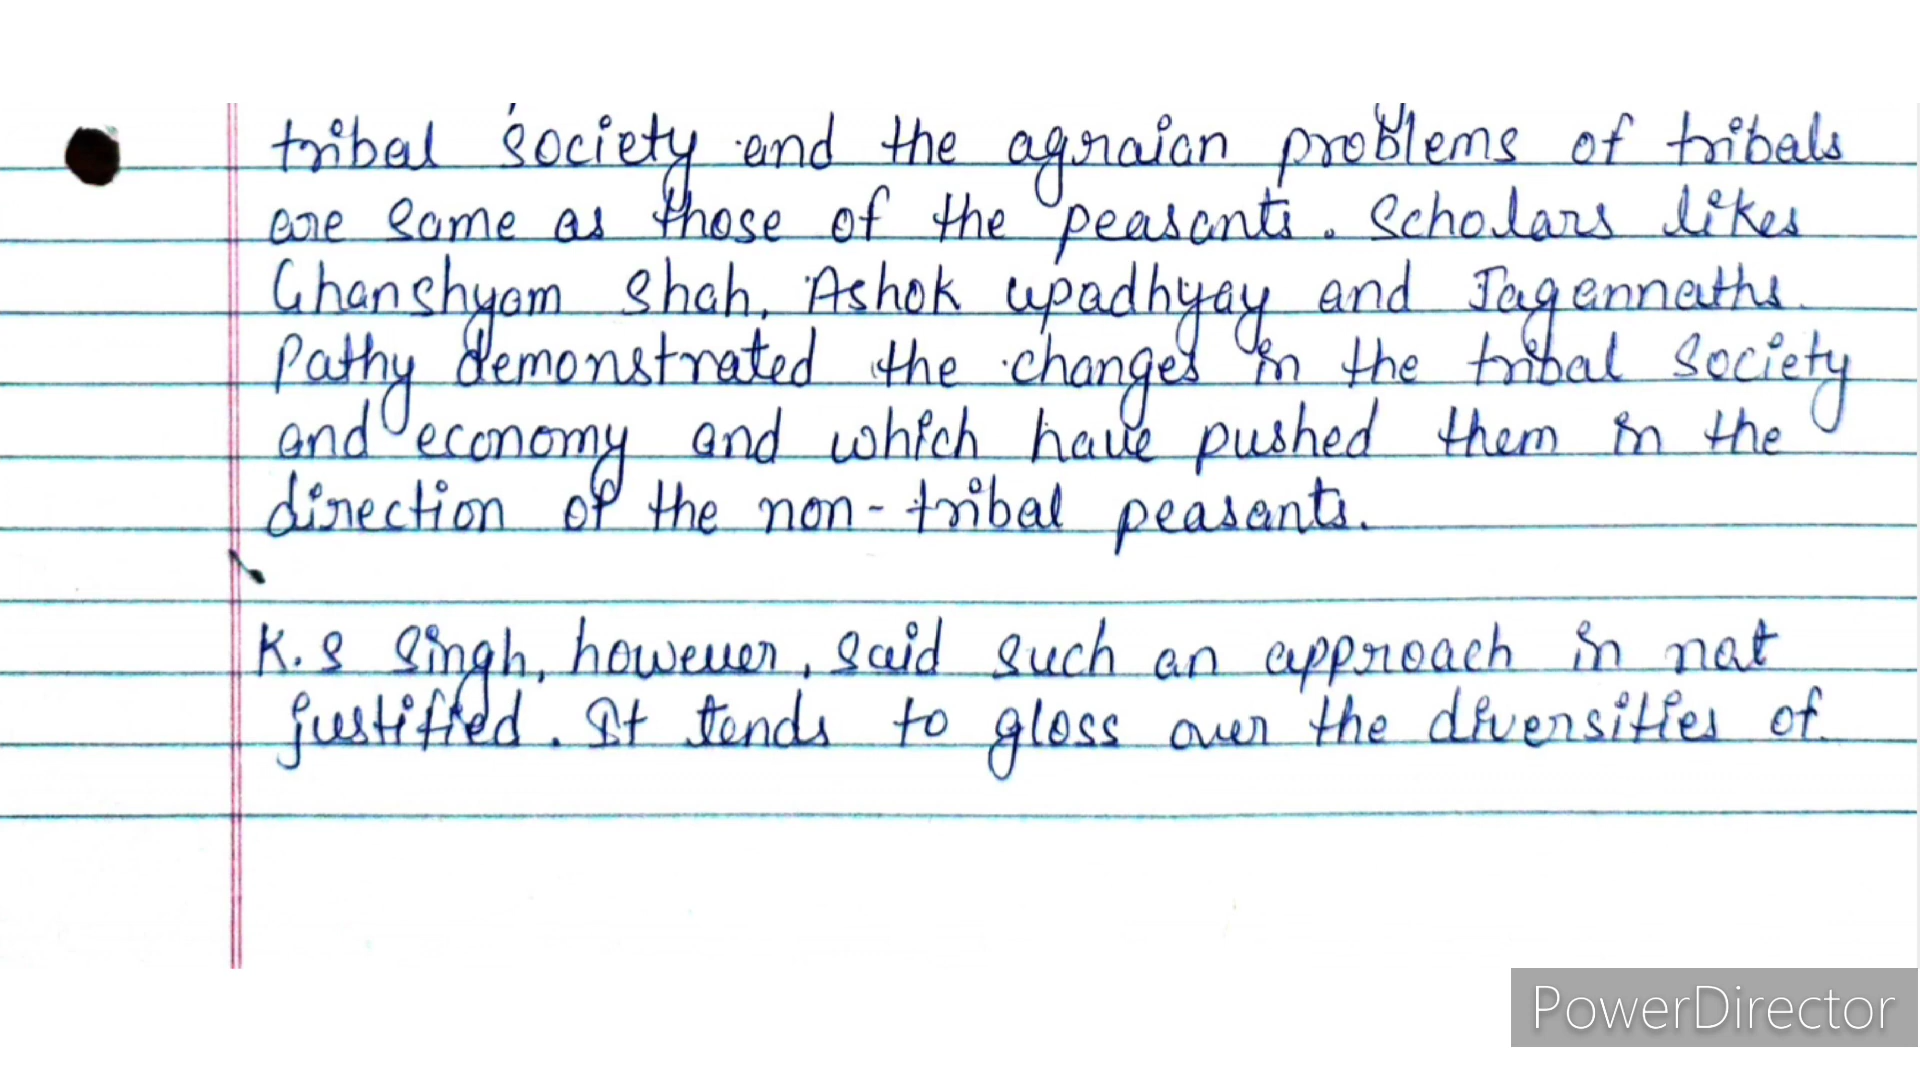 tribal society and the agraian problems of tribals
are same as those of the peasants. Scholars likes
Ghanshyam Shah, Ashok upadhyay and Jagannaths
Pathy demonstrated the changes in the tribal society
and economy and which have pushed them in the
direction of the non-tribal peasants.
K.S Singh, however, said such an approach in not
justified. It tends to gloss over the diversities of
PowerDirector